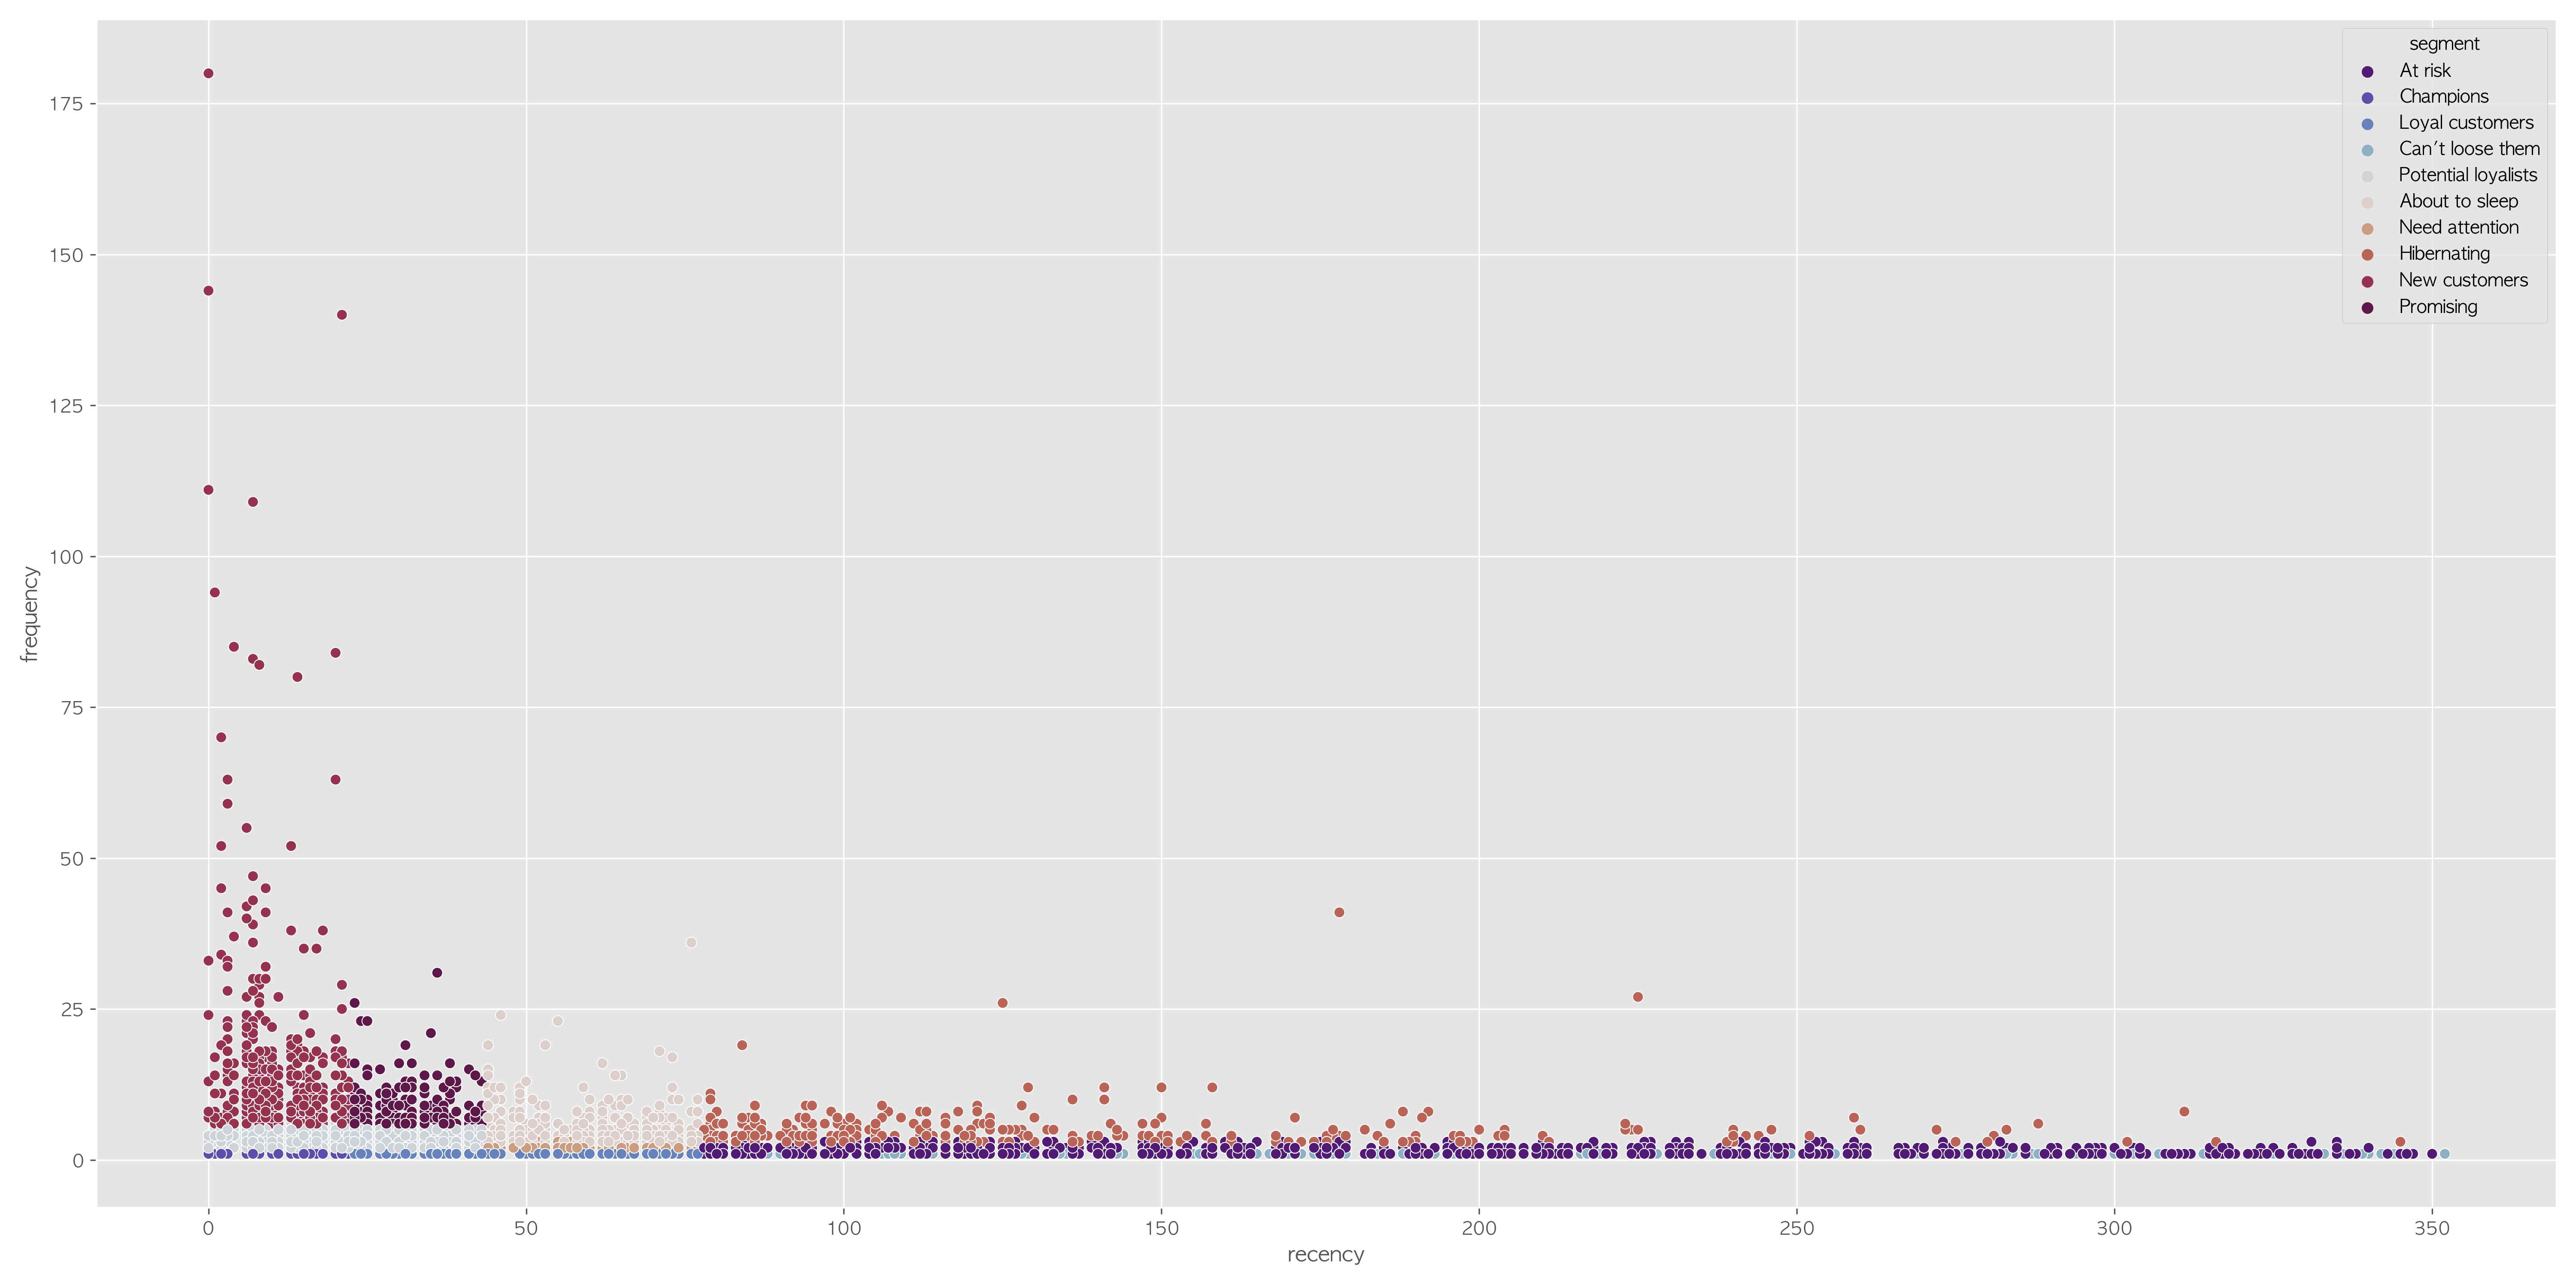 segment
At risk
Champions
Loyal customers
Can't loose them
Potential loyalists
About to sleep
Need attention
Hibernating
New customers
Promising
175
150
125
100
75
50
25
0
frequency
0 50 100 150 200 250 300 350
recency